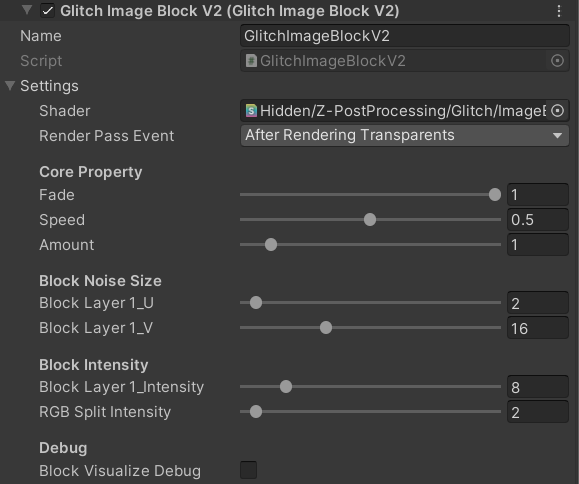 Glitch Image Block V2 (Glitch Image Block V2)
Name GlitchImageBlockV2
Script GlitchImageBlockV2
Settings
Shader Hidden/Z-PostProcessing/Glitch/ImageE
Render Pass Event After Rendering Transparents
Core Property
Fade 1
Speed 0.5
Amount 1
Block Noise Size
Block Layer 1_U 2
Block Layer 1_V 16
Block Intensity
Block Layer 1_Intensity 8
RGB Split Intensity 2
Debug
Block Visualize Debug